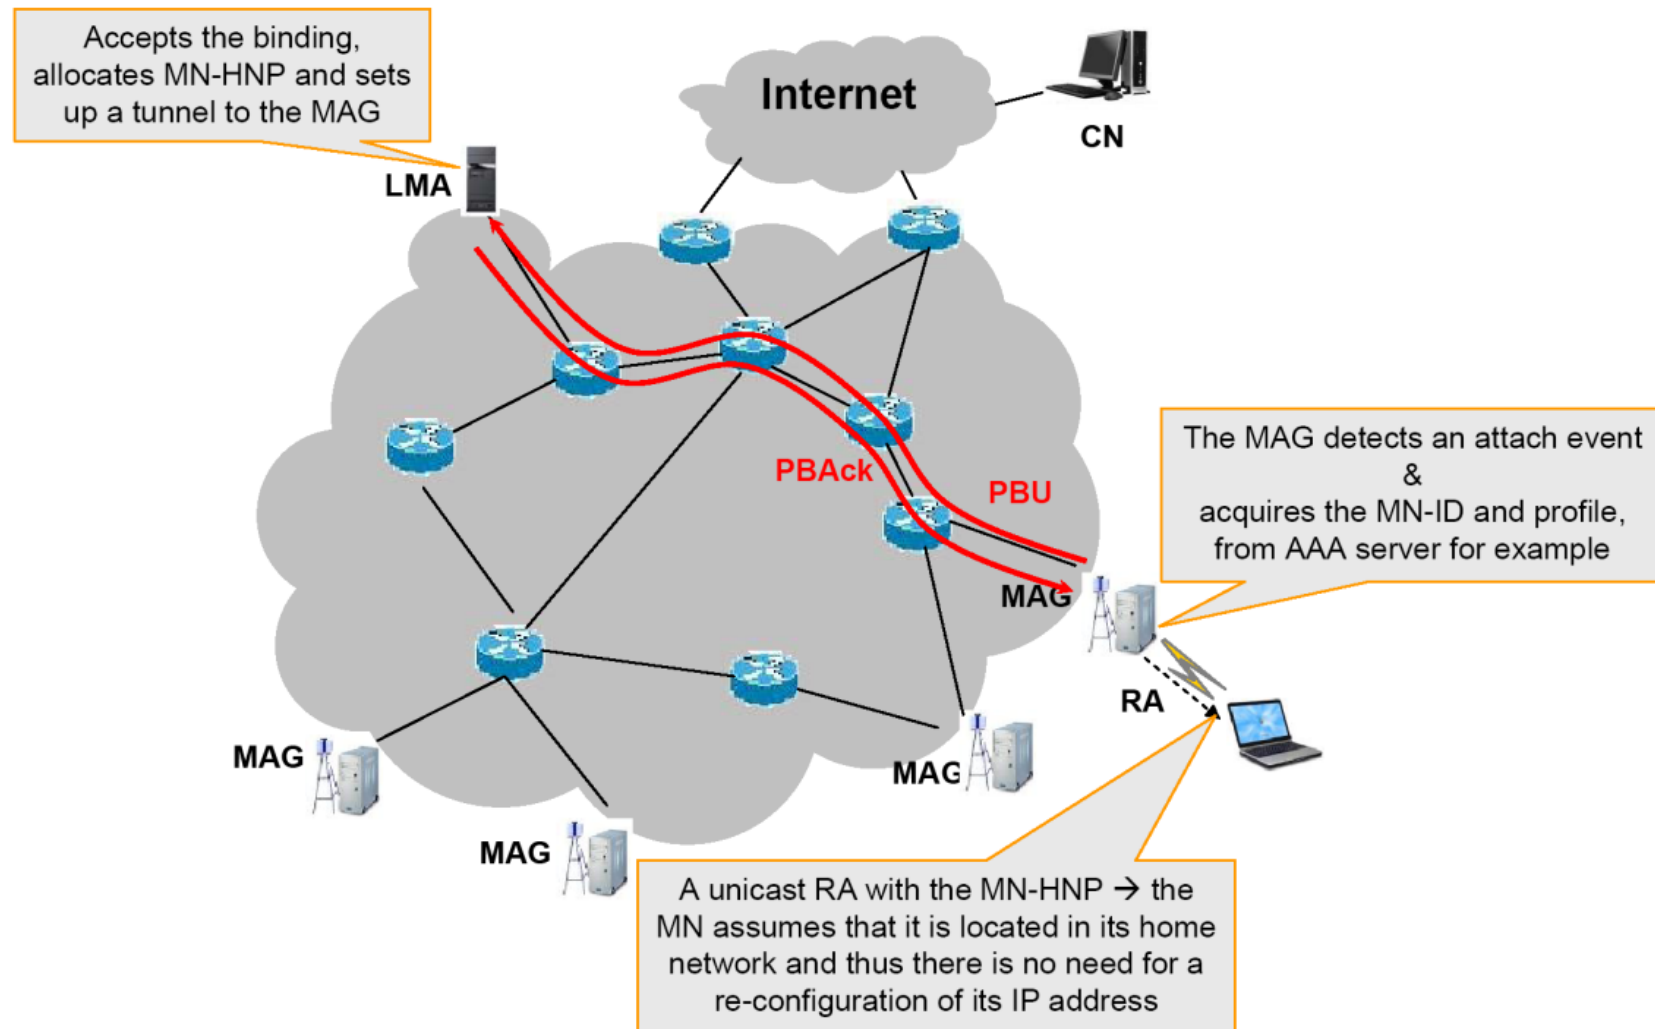 Accepts the binding,
allocates MN-HNP and sets
up a tunnel to the MAG
Internet
CN
LMA
PBAck
PBU
The MAG detects an attach event
&
acquires the MN-ID and profile,
from AAA server for example
MAG
RA
MAG
MAG
MAG
A unicast RA with the MN-HNP → the
MN assumes that it is located in its home
network and thus there is no need for a
re-configuration of its IP address